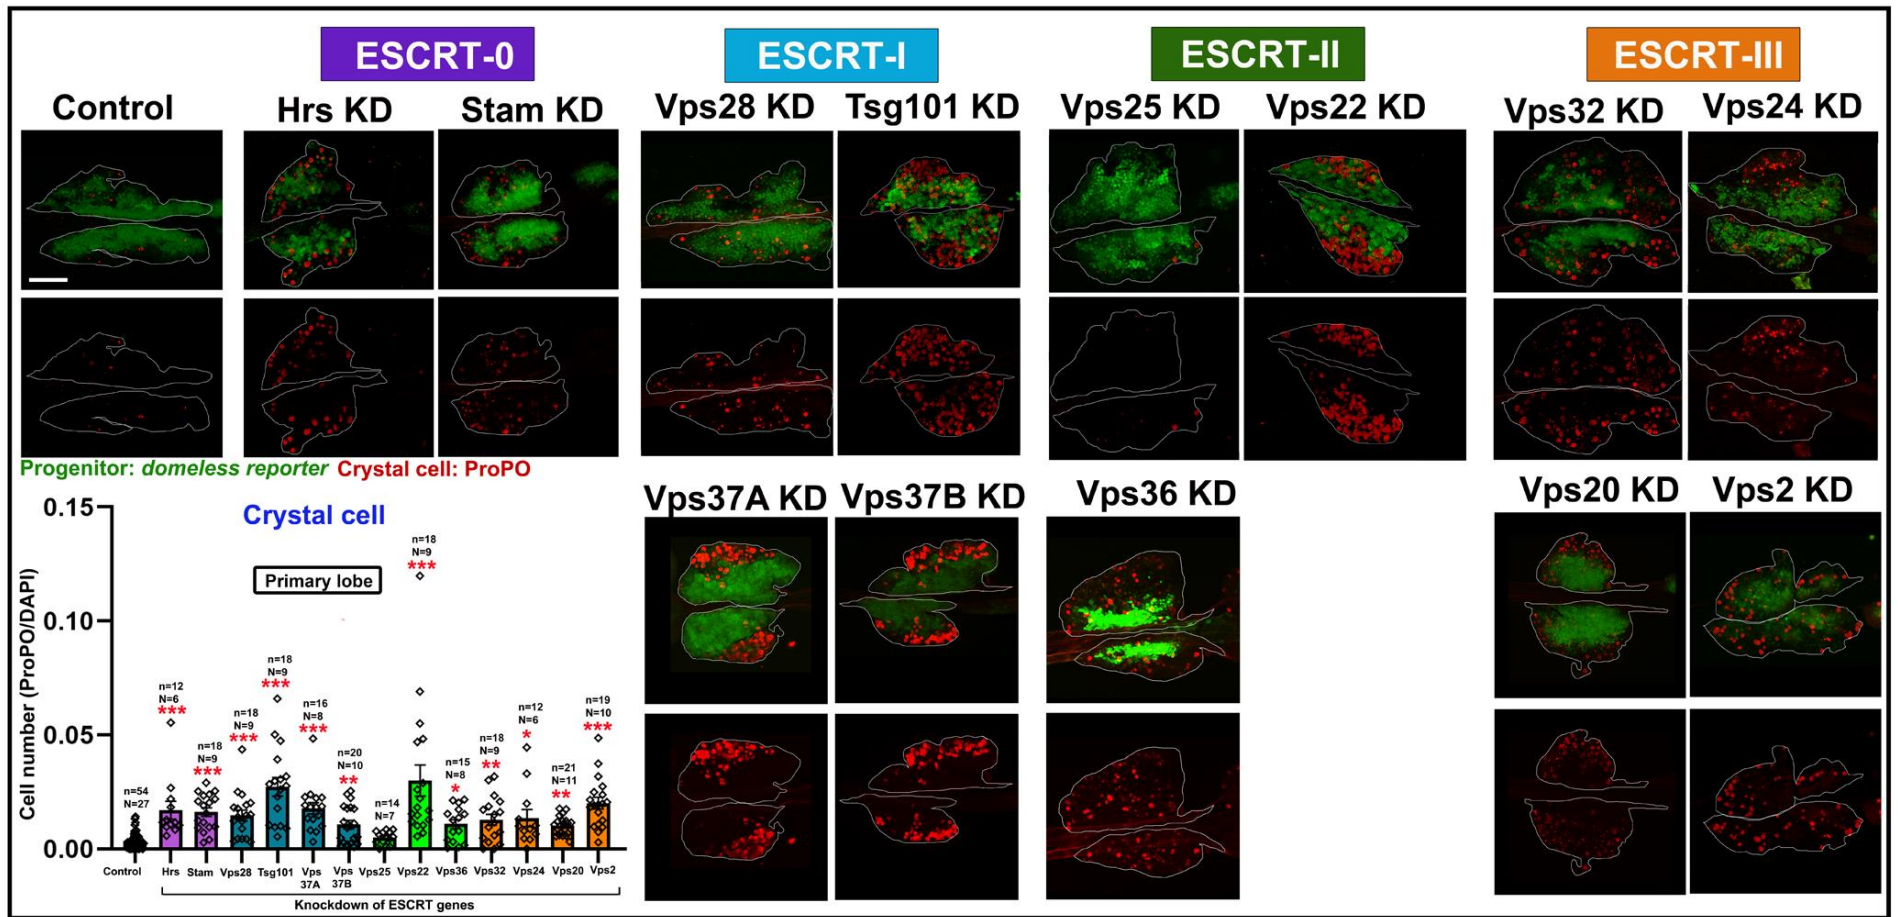 ESCRT-0
ESCRT-I
ESCRT-II
ESCRT-III
Control
Hrs KD
Stam KD
Vps28 KD
Tsg101 KD
Vps25 KD
Vps22 KD
Vps32 KD
Vps24 KD
Progenitor: domeless reporter Crystal cell: ProPO
Vps37A KD
Vps37B KD
Vps36 KD
Vps20 KD
Vps2 KD
Crystal cell
Primary lobe
Cell number (ProPO/DAPI)
0.15
0.10
0.05
0.00
n=54
N=27
n=12
N=6
***
n=18
N=9
***
n=18
N=9
***
n=18
N=9
***
n=16
N=8
***
n=20
N=10
**
n=14
N=7
n=18
N=9
***
n=15
N=8
*
n=18
N=9
**
n=12
N=6
*
n=21
N=11
**
n=19
N=10
***
Control
Hrs
Stam
Vps28
Tsg101
Vps
37A
Vps
37B
Vps25
Vps22
Vps36
Vps32
Vps24
Vps20
Vps2
Knockdown of ESCRT genes